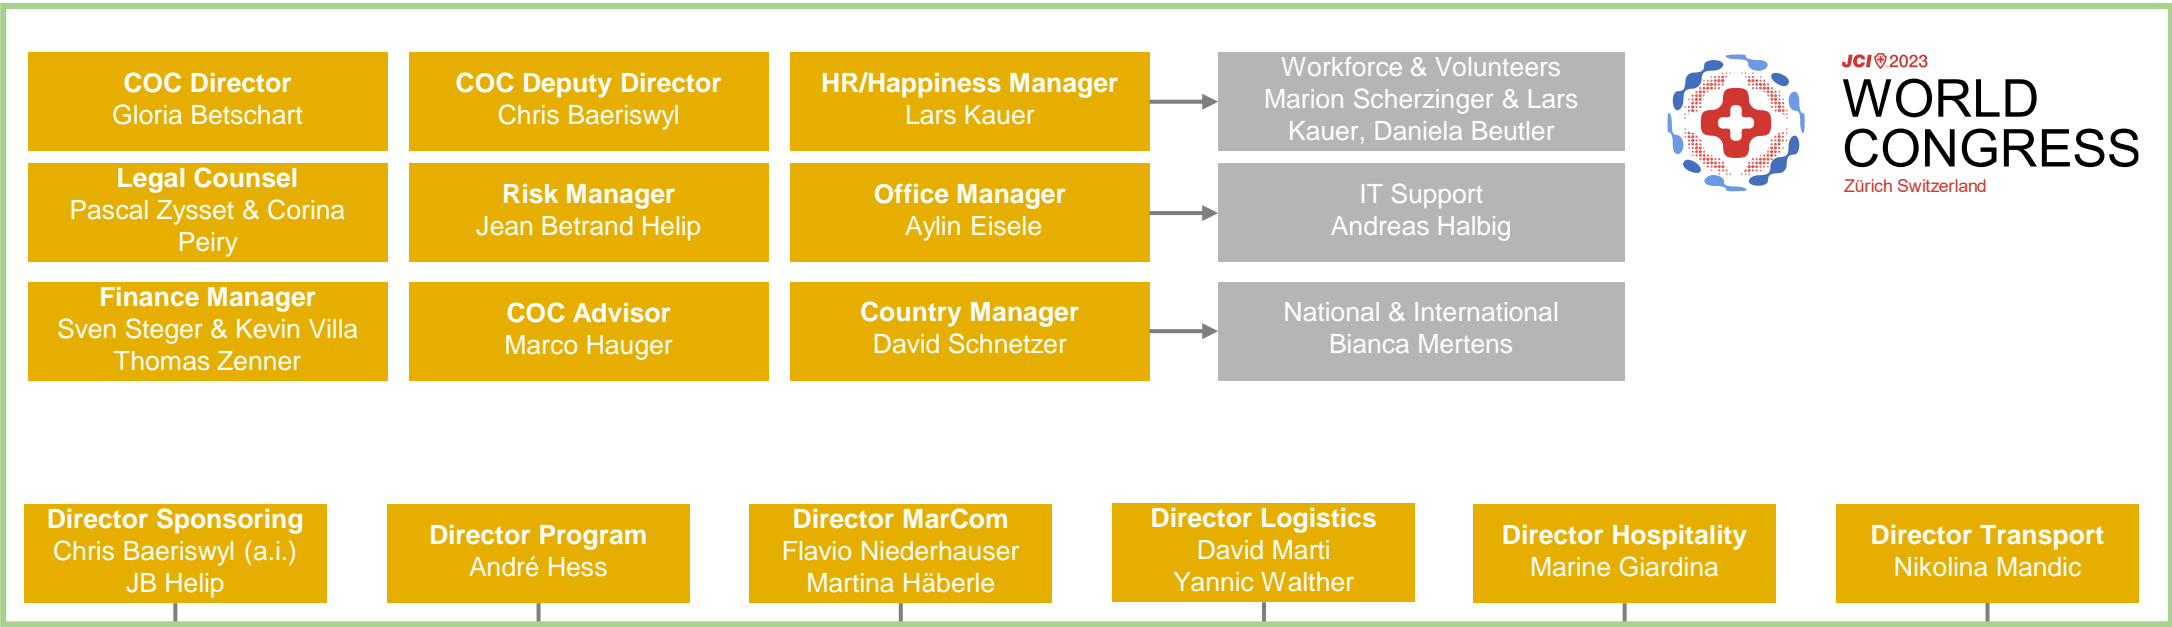 COC Director
Gloria Betschart
COC Deputy Director
Chris Baeriswyl
HR/Happiness Manager
Lars Kauer
Workforce & Volunteers
Marion Scherzinger & Lars
Kauer, Daniela Beutler
JCI 2023
WORLD
CONGRESS
Zürich Switzerland
Legal Counsel
Pascal Zysset & Corina
Peiry
Risk Manager
Jean Betrand Helip
Office Manager
Aylin Eisele
IT Support
Andreas Halbig
Finance Manager
Sven Steger & Kevin Villa
Thomas Zenner
COC Advisor
Marco Hauger
Country Manager
David Schnetzer
National & International
Bianca Mertens
Director Sponsoring
Chris Baeriswyl (a.i.)
JB Helip
Director Program
André Hess
Director MarCom
Flavio Niederhauser
Martina Häberle
Director Logistics
David Marti
Yannic Walther
Director Hospitality
Marine Giardina
Director Transport
Nikolina Mandic